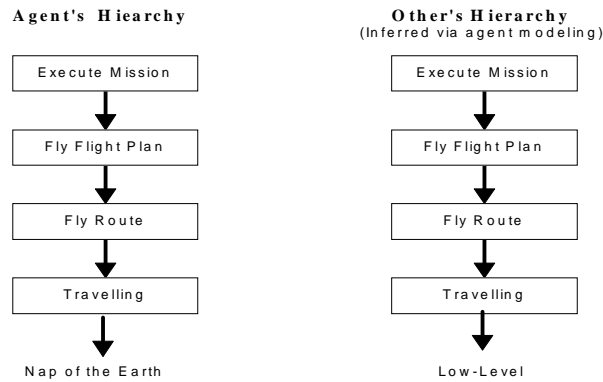 Agent's Hiearchy
Execute Mission
Fly Flight Plan
Fly Route
Travelling
Nap of the Earth
Other's Hierarchy
(Inferred via agent modeling)
Execute Mission
Fly Flight Plan
Fly Route
Travelling
Low-Level